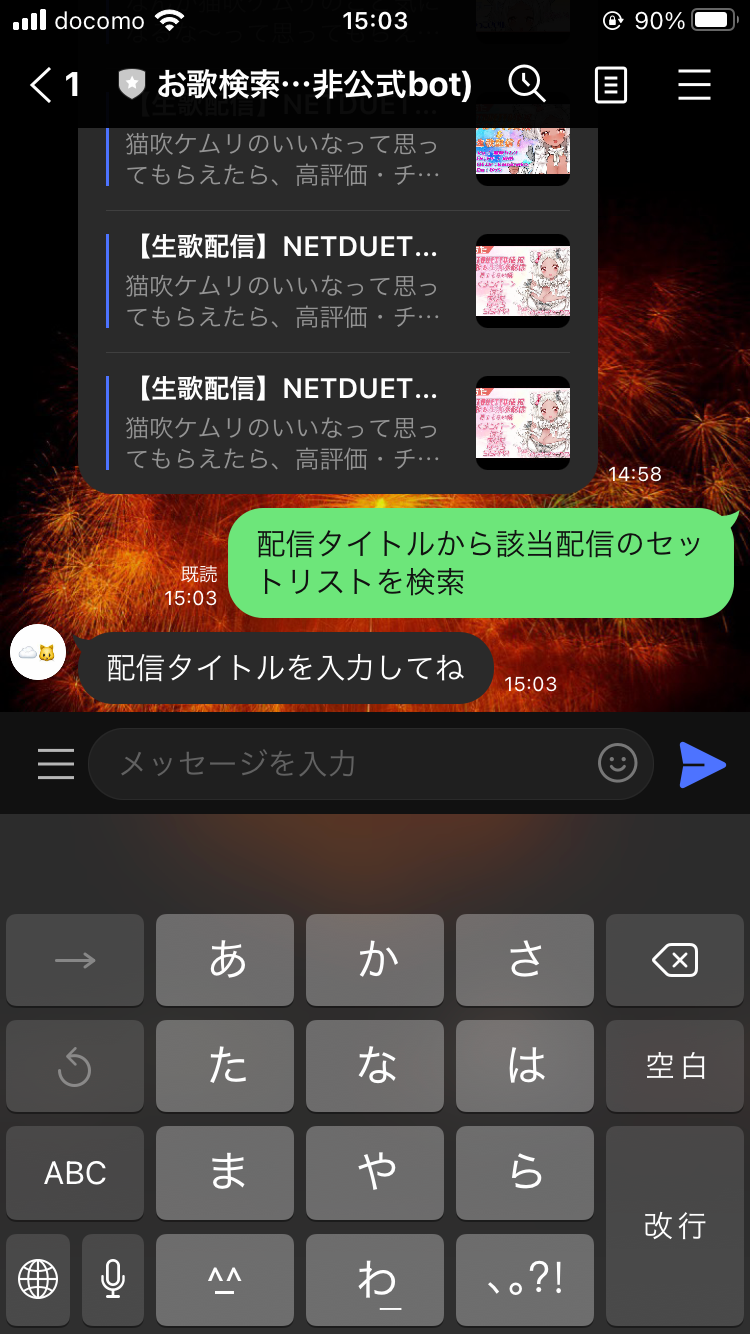 docomo 15:03 90%
1 お歌検索…非公式bot)
猫吹ケムリのいいなって思っ
てもらえたら、高評価・チ…
【生歌配信】NETDUET...
猫吹ケムリのいいなって思っ
てもらえたら、高評価・チ…
【生歌配信】NETDUET...
猫吹ケムリのいいなって思っ
てもらえたら、高評価・チ…
14:58
配信タイトルから該当配信のセッ
トリストを検索
既読
15:03
配信タイトルを入力してね
15:03
メッセージを入力
→ あ か さ
た な は 空白
ABC ま や ら 改行
^^ わ 、。?!